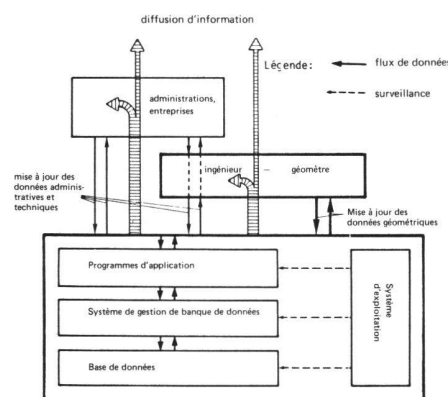 diffusion d'information
Légende:
flux de données
surveillance
administrations,
entreprises
ingénieur – géomètre
mise à jour des
données adminis-
tratives et
techniques
Mise à jour des
données géométriques
Programmes d'application
Système de gestion de banque de données
Base de données
Système
d'exploitation